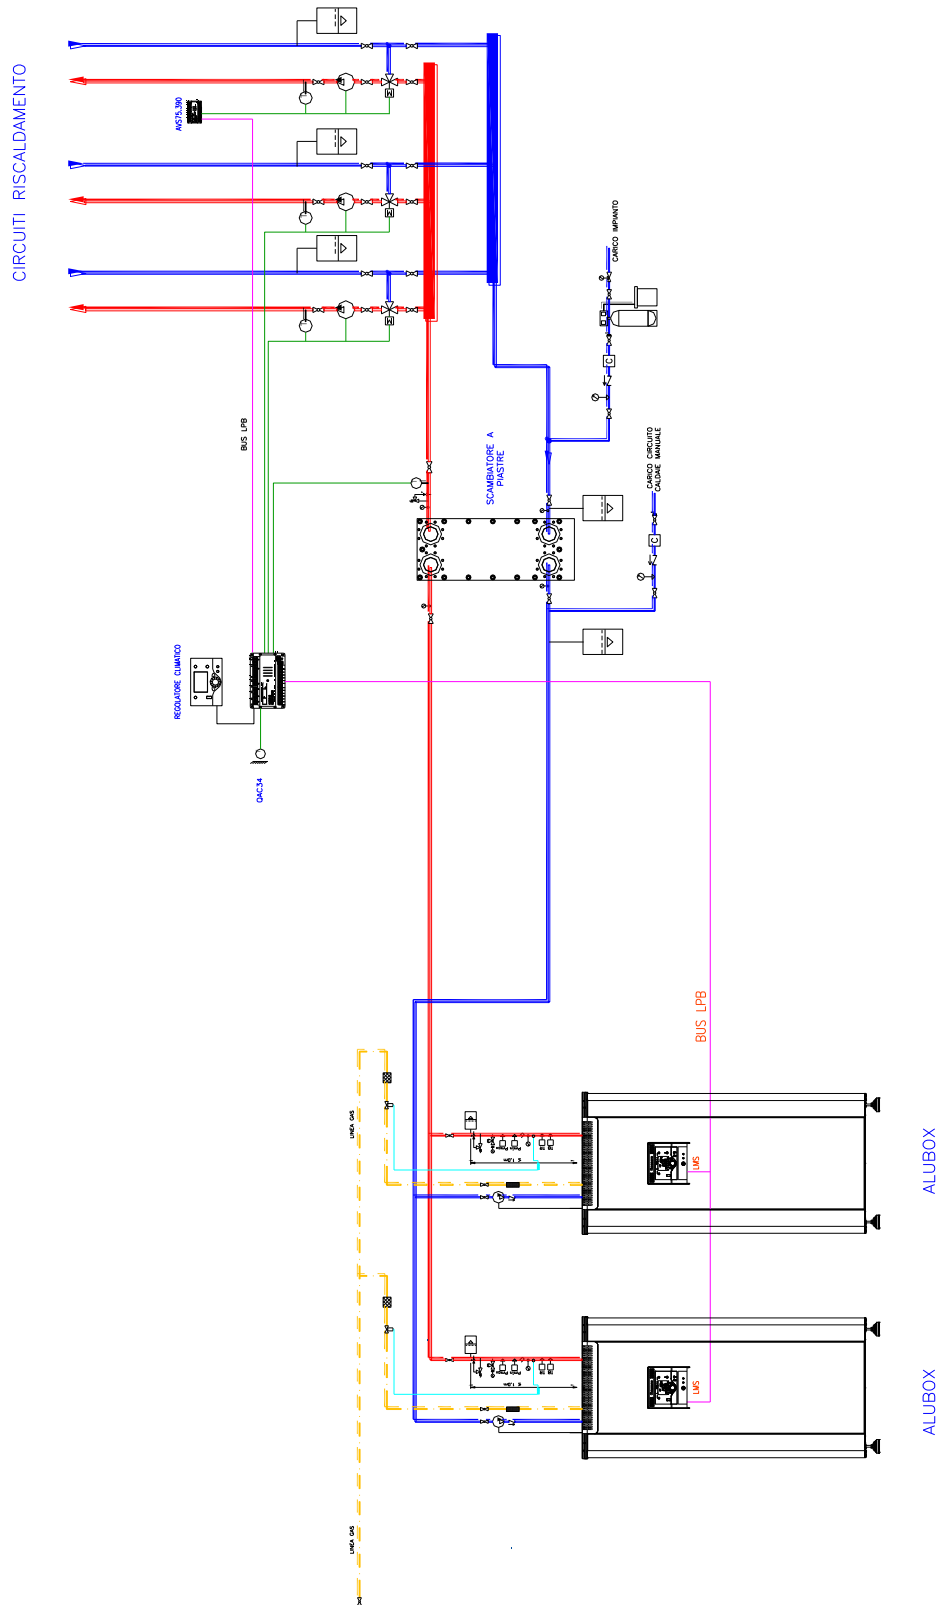 CIRCUITI RISCALDAMENTO
AVS75.390
BUS LPB
CARICO IMPIANTO
SCAMBIATORE A
PIASTRE
CARICO CIRCUITO
CALDAIE MANUALE
C
C
REGOLATORE CLIMATICO
QAC34
BUS LPB
LINEA GAS
LMS
ALUBOX
LMS
ALUBOX
LINEA GAS